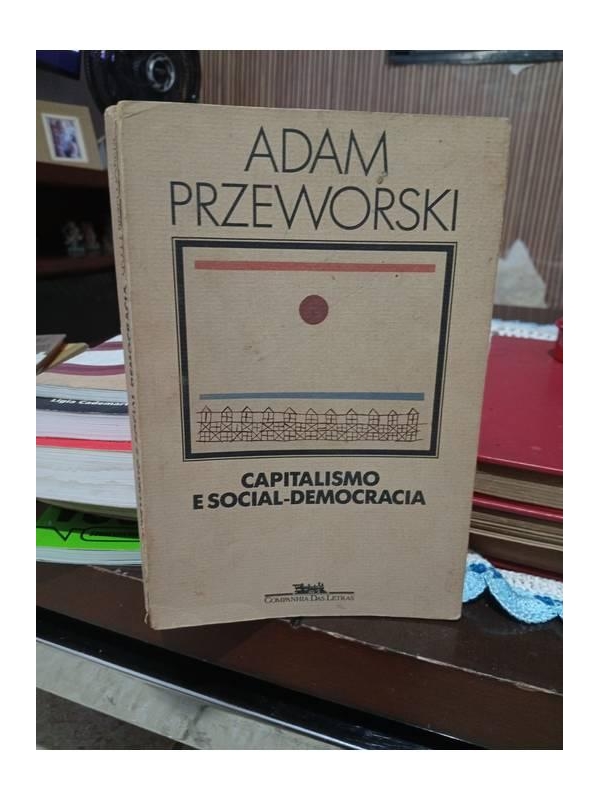 ADAM
PRZEWORSKI
CAPITALISMO
E SOCIAL-DEMOCRACIA
COMPANHIA DAS LETRAS